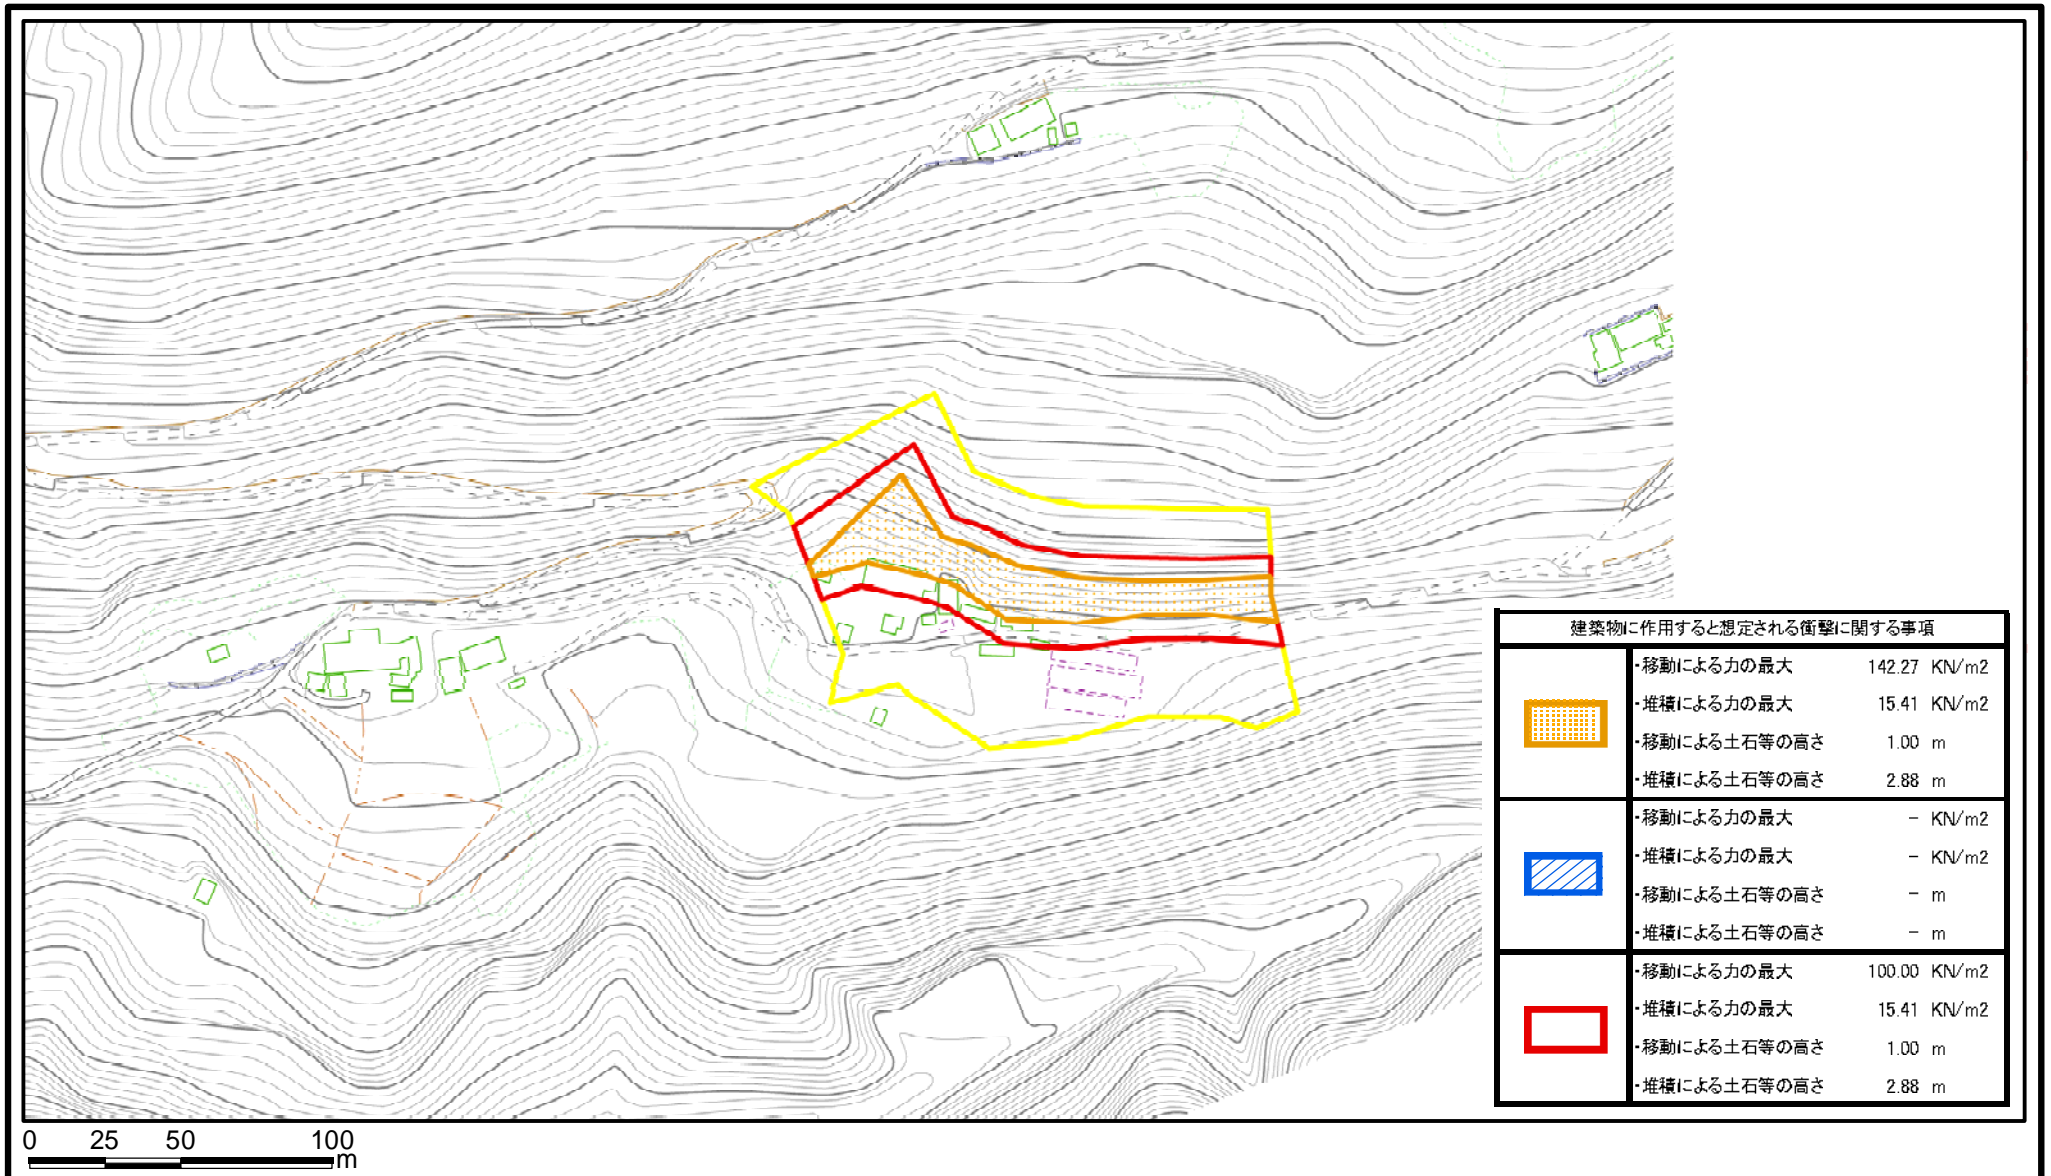 建築物に作用すると想定される衝撃に関する事項
・移動による力の最大 142.27 KN/m2
・堆積による力の最大 15.41 KN/m2
・移動による土石等の高さ 1.00 m
・堆積による土石等の高さ 2.88 m
・移動による力の最大 － KN/m2
・堆積による力の最大 － KN/m2
・移動による土石等の高さ － m
・堆積による土石等の高さ － m
・移動による力の最大 100.00 KN/m2
・堆積による力の最大 15.41 KN/m2
・移動による土石等の高さ 1.00 m
・堆積による土石等の高さ 2.88 m
0 25 50 100
m